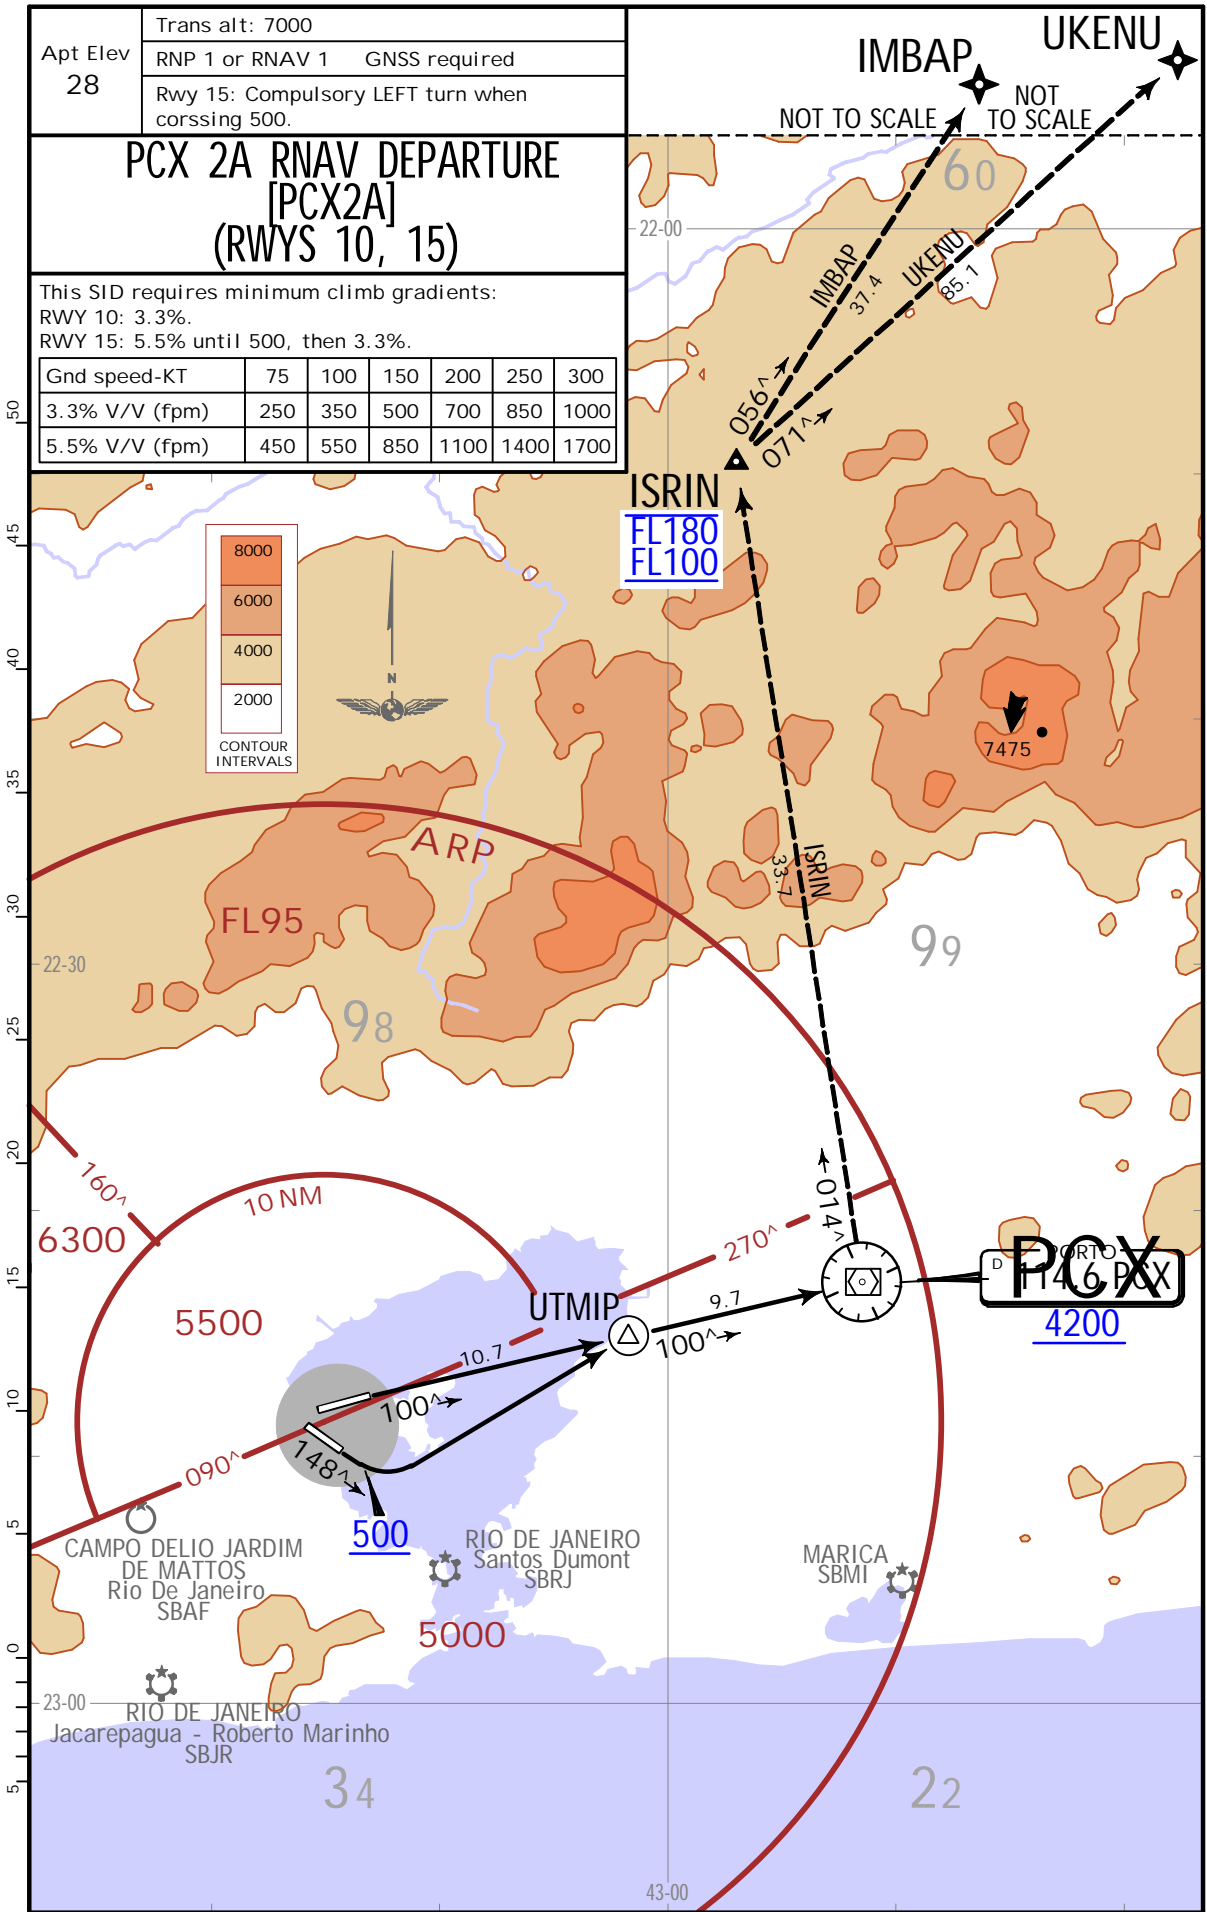 Apt Elev
28
Trans alt: 7000
RNP 1 or RNAV 1 GNSS required
Rwy 15: Compulsory LEFT turn when
corssing 500.
PCX 2A RNAV DEPARTURE
[PCX2A]
(RWYS 10, 15)
This SID requires minimum climb gradients:
RWY 10: 3.3%.
RWY 15: 5.5% until 500, then 3.3%.
Gnd speed-KT 75 100 150 200 250 300
3.3% V/V (fpm) 250 350 500 700 850 1000
5.5% V/V (fpm) 450 550 850 1100 1400 1700
IMBAP
UKENU
NOT TO SCALE
NOT
TO SCALE
60
22-00
IMBAP
37.4
UKENU
85.1
056^
071^
ISRIN
FL180
FL100
8000
6000
4000
2000
CONTOUR
INTERVALS
N
7475
ARP
FL95
ISRIN
33.7
99
22-30
98
160^
10 NM
6300
5500
014^
270^
PORTO
D
114.6 PCX
PCX
4200
UTMIP
9.7
100^
10.7
100^
148^
090^
500
CAMPO DELIO JARDIM
DE MATTOS
Rio De Janeiro
SBAF
RIO DE JANEIRO
Santos Dumont
SBRJ
MARICA
SBMI
5000
23-00
RIO DE JANEIRO
Jacarepagua - Roberto Marinho
SBJR
34
22
43-00
50
45
40
35
30
25
20
15
10
5
0
5